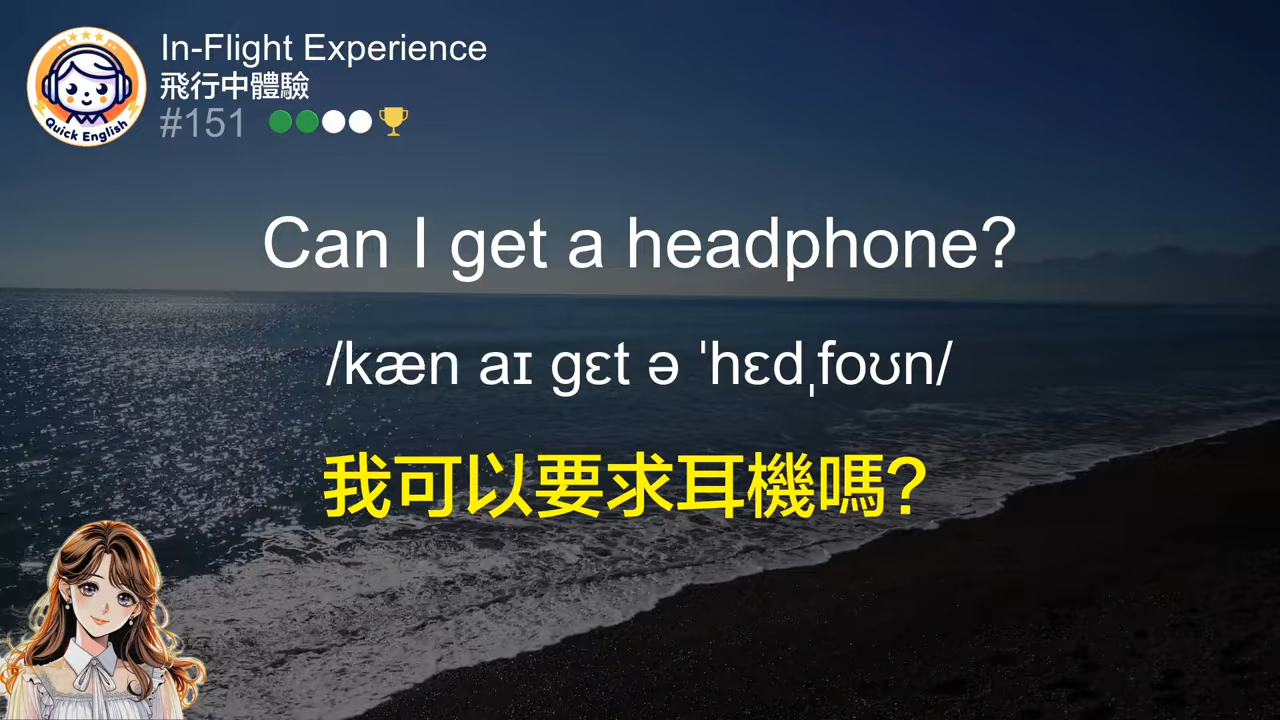 In-Flight Experience
飛行中體驗
#151
Quick English
Can I get a headphone?
/kæn aɪ gɛt ə ˈhɛdˌfoʊn/
我可以要求耳機嗎?